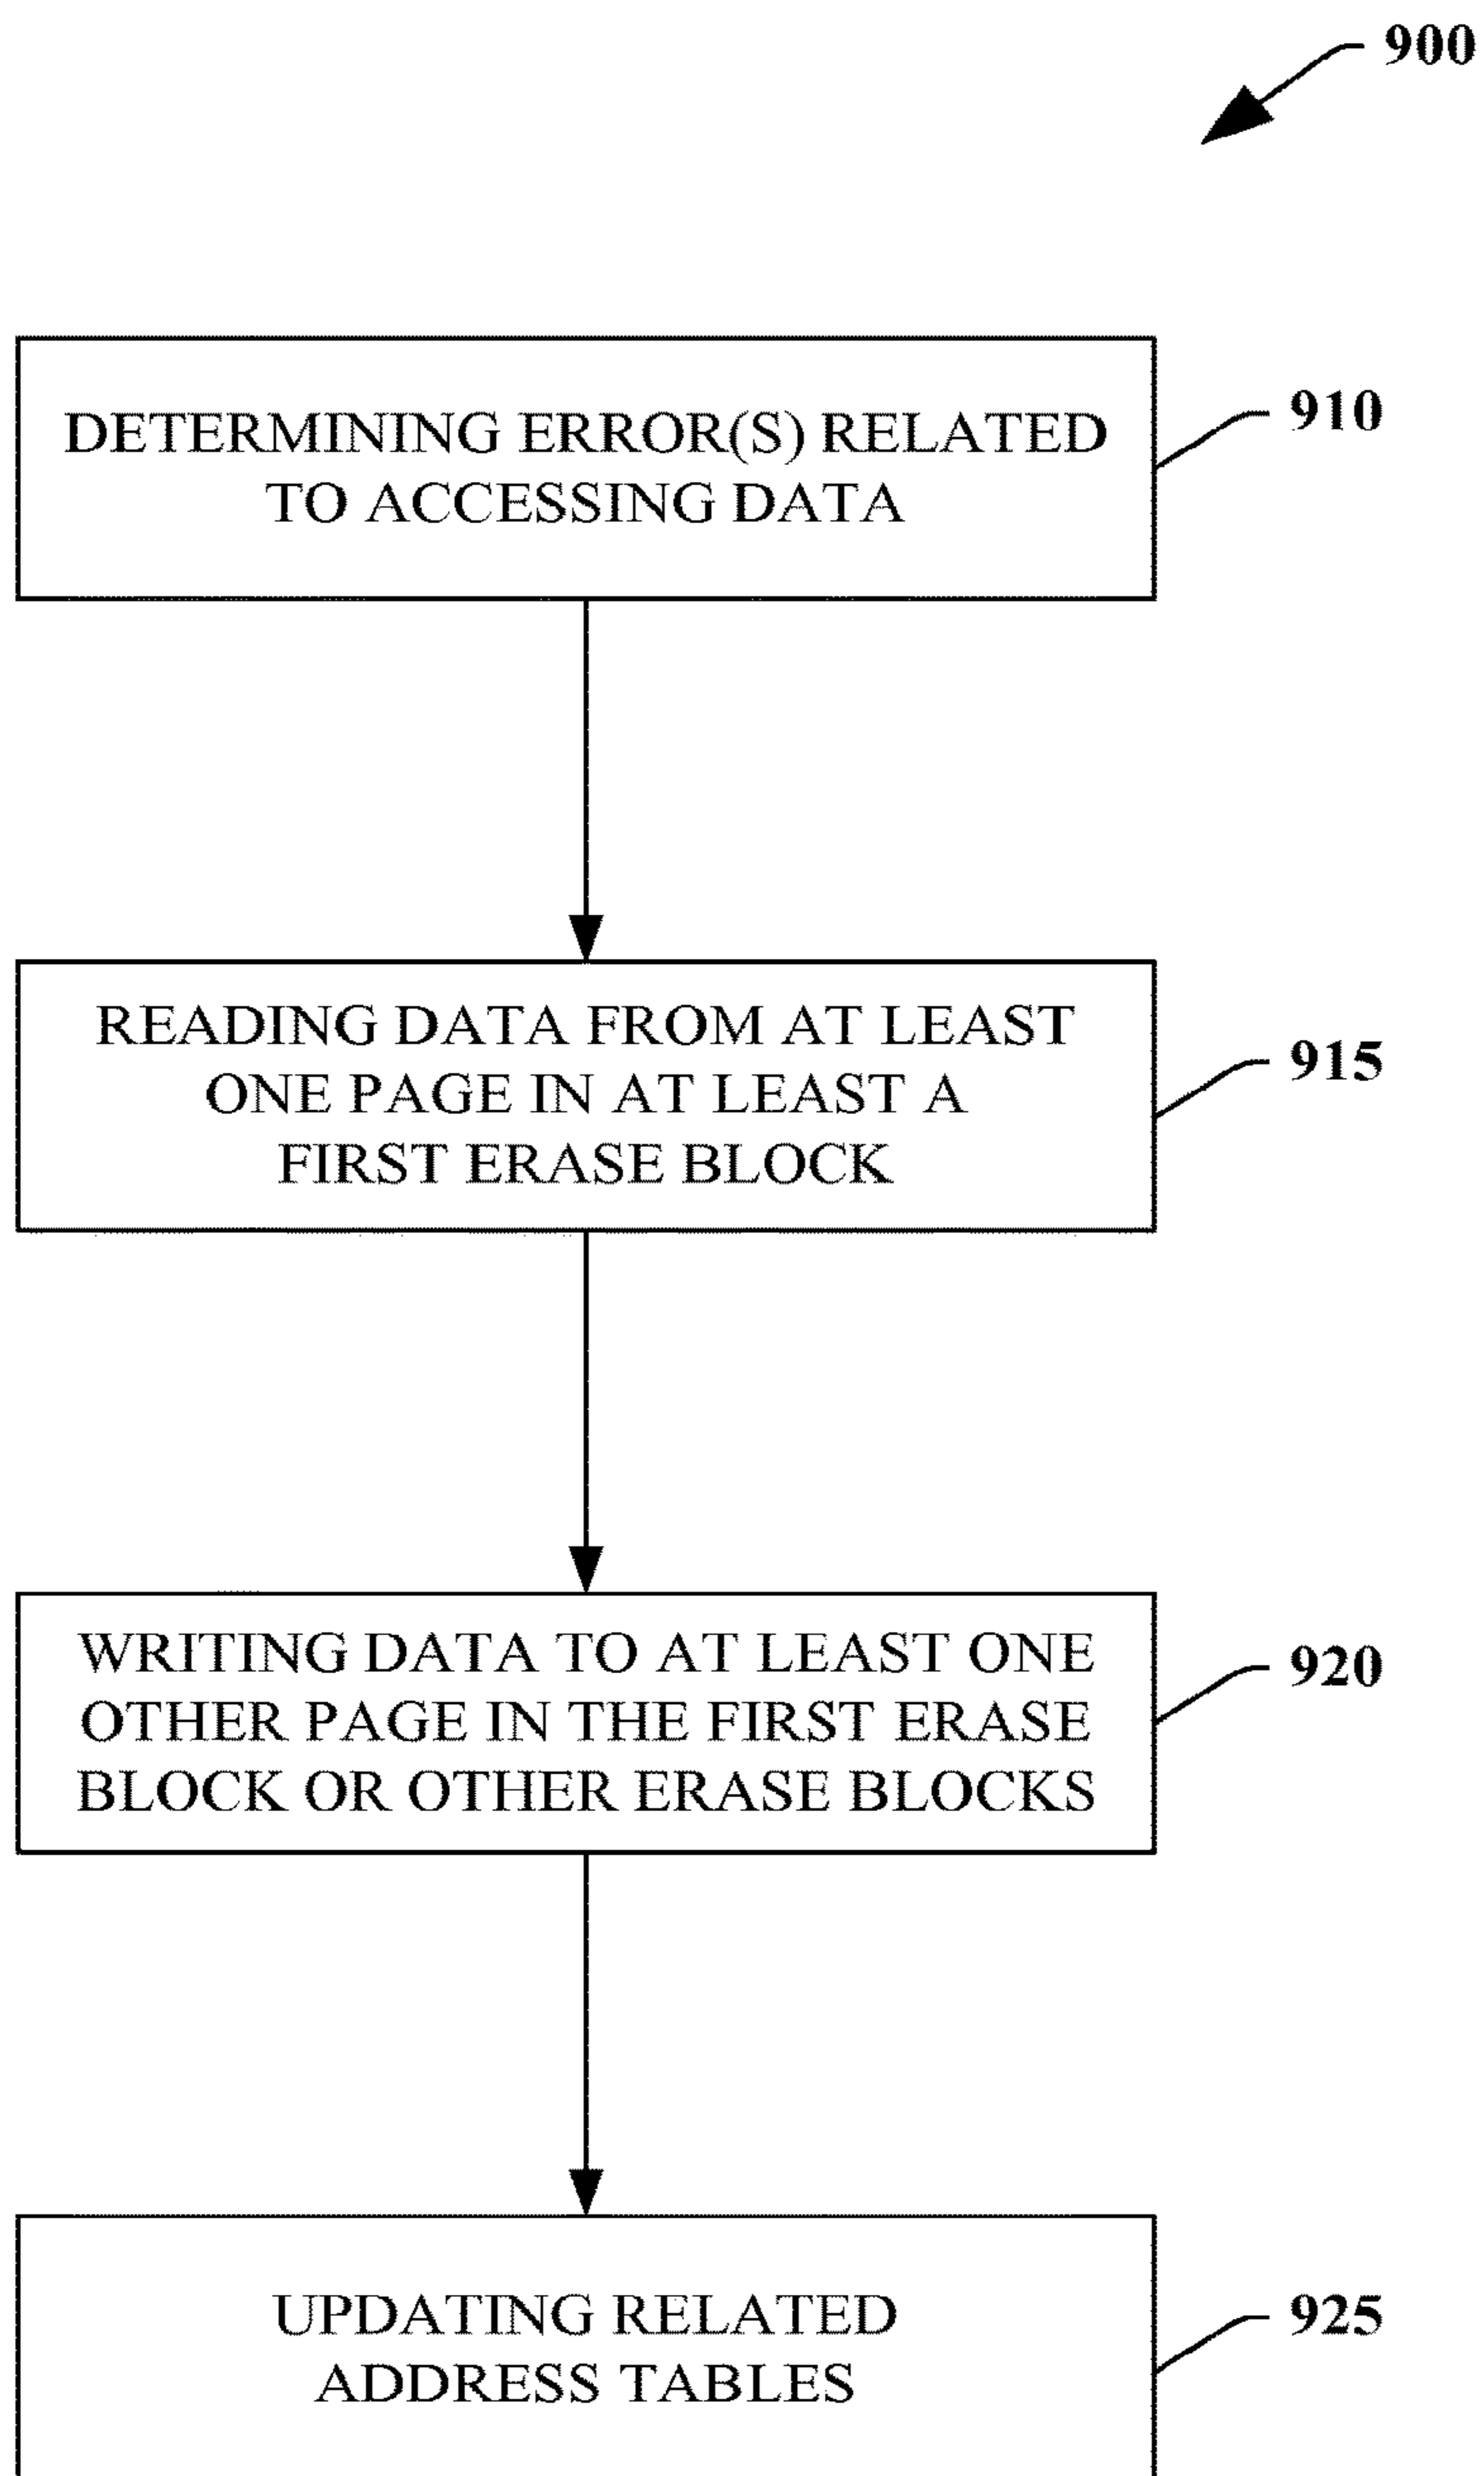 900
DETERMINING ERROR(S) RELATED
TO ACCESSING DATA
910
READING DATA FROM AT LEAST
ONE PAGE IN AT LEAST A
FIRST ERASE BLOCK
915
WRITING DATA TO AT LEAST ONE
OTHER PAGE IN THE FIRST ERASE
BLOCK OR OTHER ERASE BLOCKS
920
UPDATING RELATED
ADDRESS TABLES
925